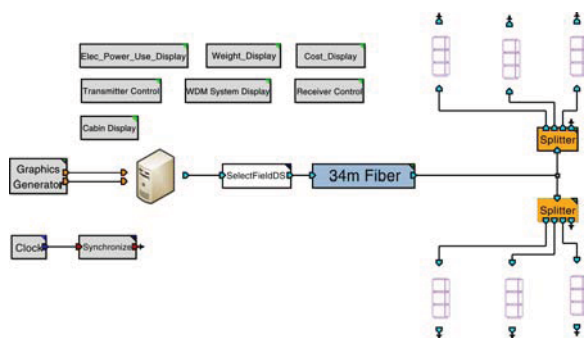 Elec_Power_Use_Display
Weight_Display
Cost_Display
Transmitter Control
WDM System Display
Receiver Control
Cabin Display
Splitter
Graphics
Generator
SelectFieldDS
34m Fiber
Splitter
Clock
Synchronize